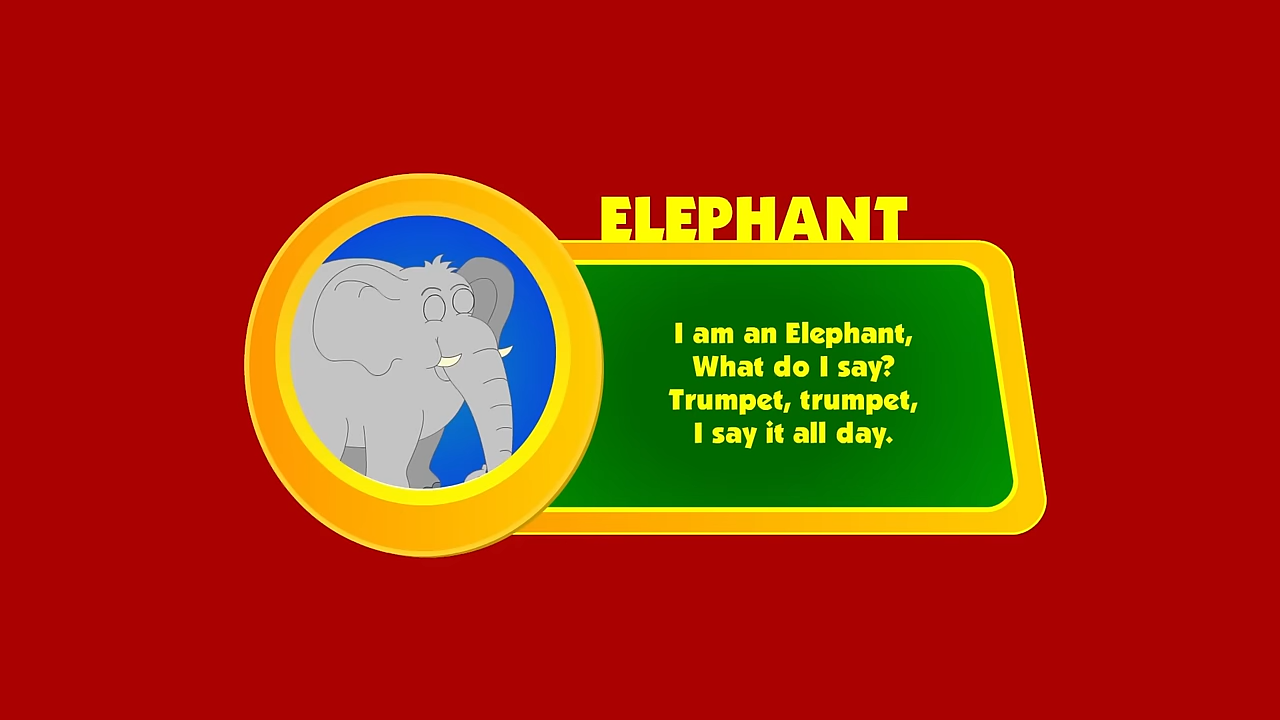 ELEPHANT
I am an Elephant,
What do I say?
Trumpet, trumpet,
I say it all day.